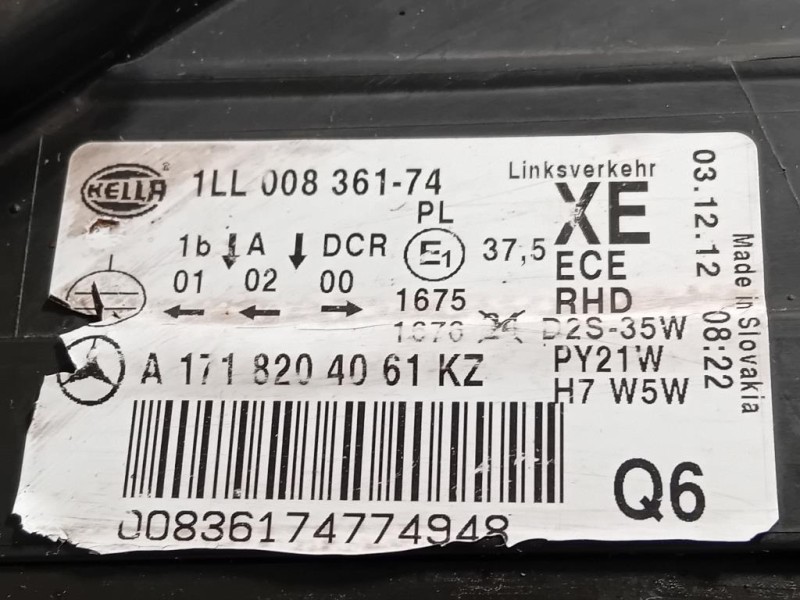 HELLA ® 1LL 008 361-74
Linksverkehr
XE
ECE
RHD
D2S-35W
PY21W
H7 W5W
PL
1b A DCR E1 37,5
01 02 00
1675
1676 24
A 171 820 40 61 KZ
00836174774948
Q6
03.12.12 08:22
Made in Slovakia